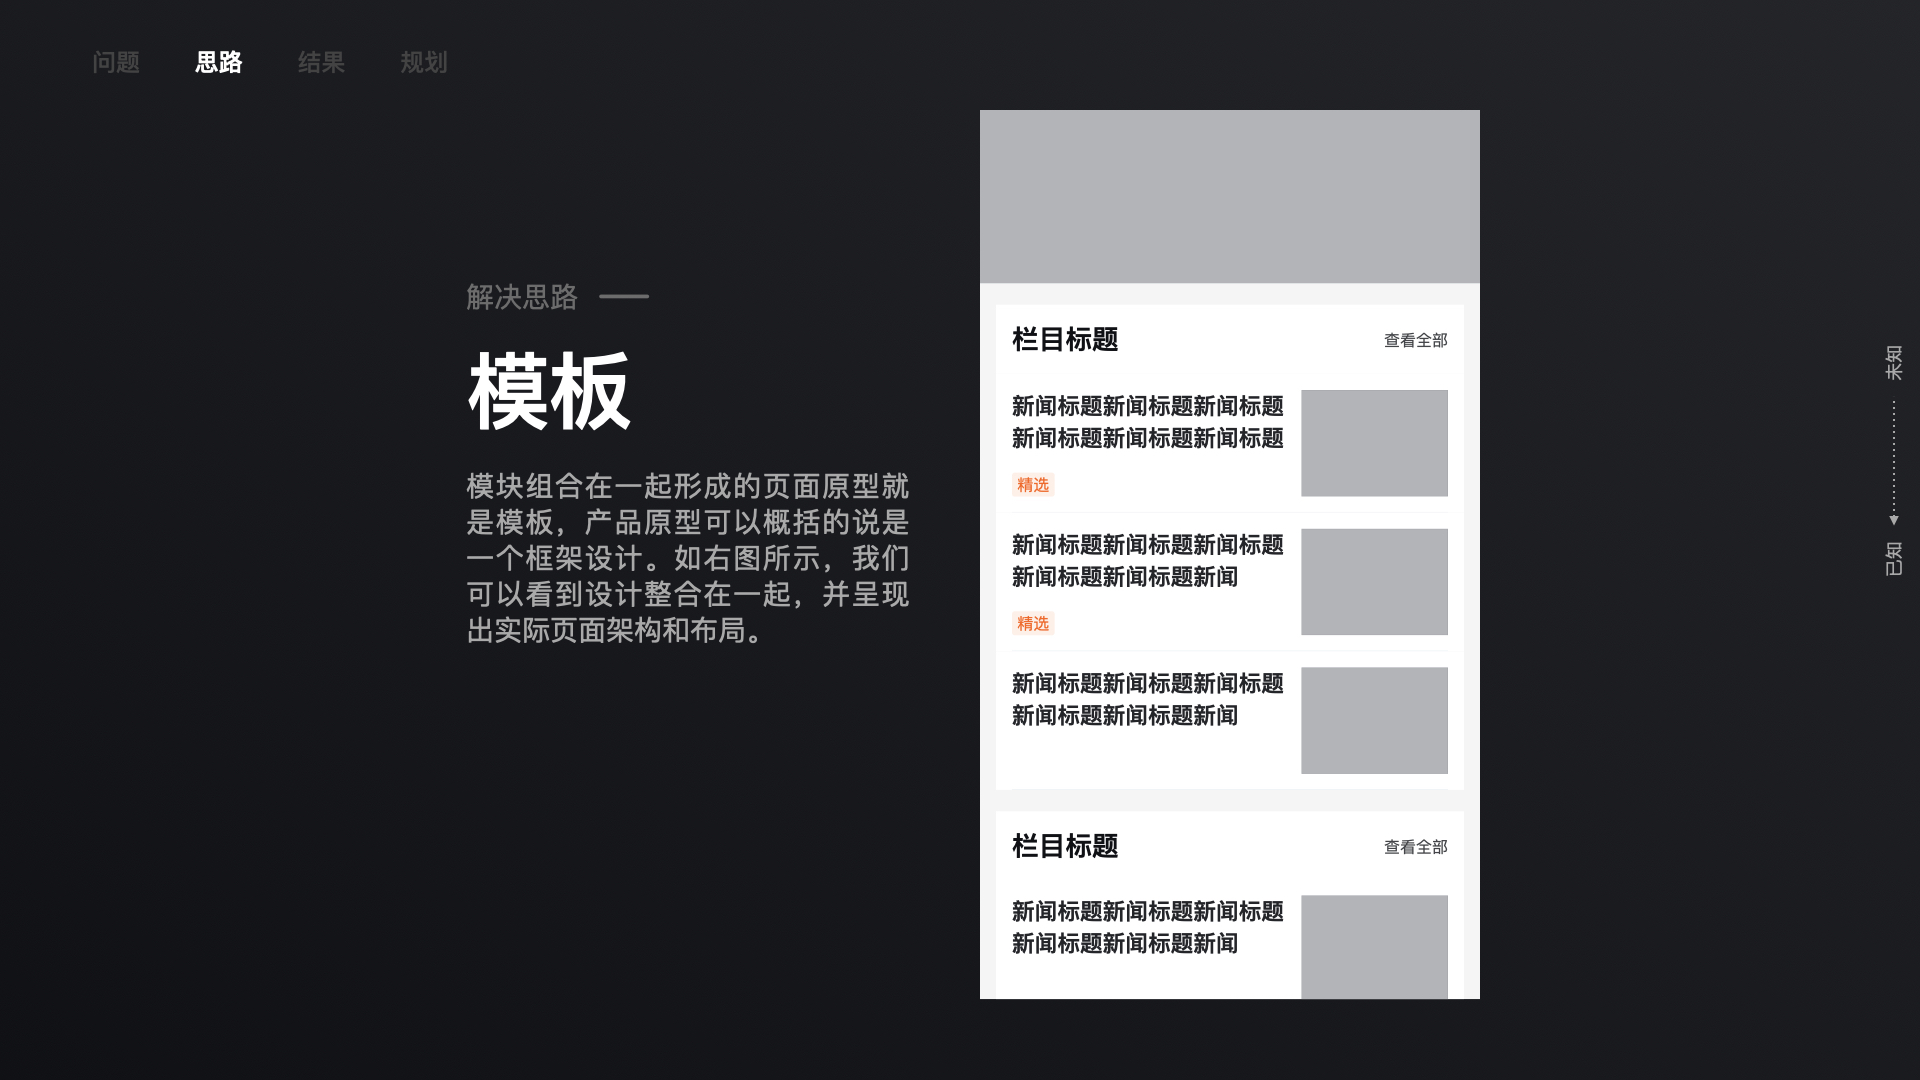 问题 思路 结果 规划
解决思路
模板
模块组合在一起形成的页面原型就
是模板，产品原型可以概括的说是
一个框架设计。如右图所示，我们
可以看到设计整合在一起，并呈现
出实际页面架构和布局。
栏目标题 查看全部
新闻标题新闻标题新闻标题
新闻标题新闻标题新闻标题
精选
新闻标题新闻标题新闻标题
新闻标题新闻标题新闻
精选
新闻标题新闻标题新闻标题
新闻标题新闻标题新闻
栏目标题 查看全部
新闻标题新闻标题新闻标题
新闻标题新闻标题新闻
未知
已知